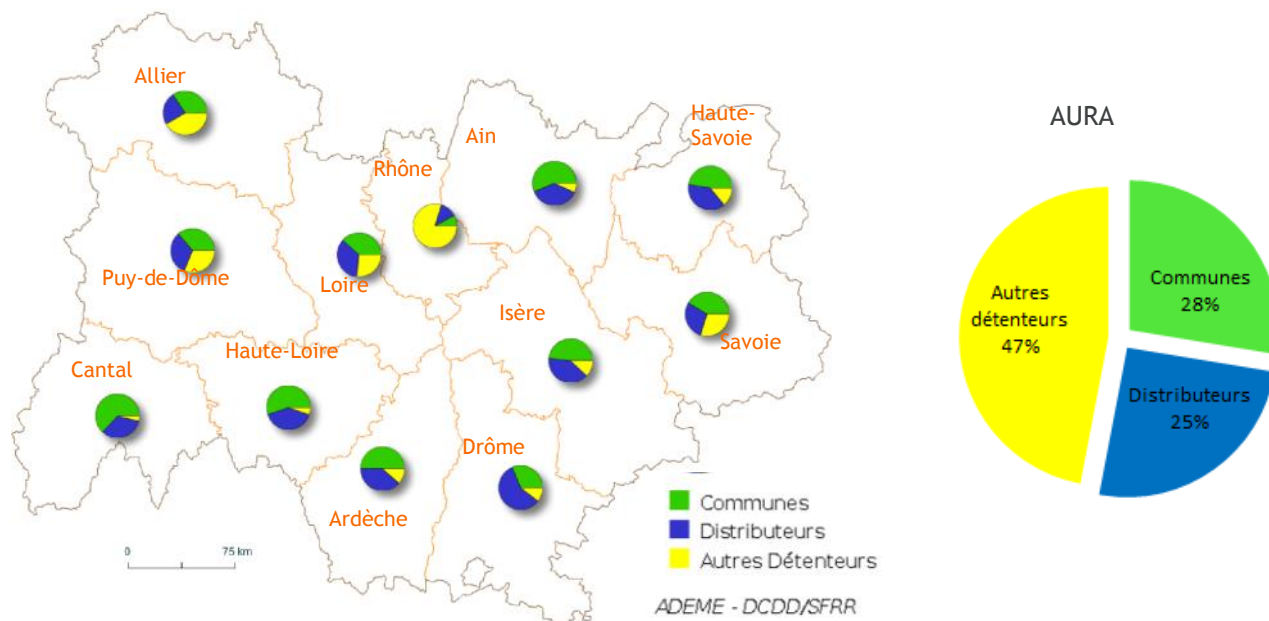 Allier
Haute-
Savoie
Ain
Rhône
Puy-de-Dôme
Loire
Isère
Savoie
Haute-Loire
Cantal
Drôme
Ardèche
0 75 km
Communes
Distributeurs
Autres Détenteurs
ADEME - DCDD/SFRR
AURA
Communes
28%
Autres
détenteurs
47%
Distributeurs
25%